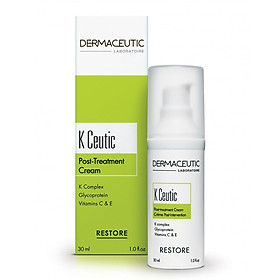 DERMACEUTIC
LABORATOIRE
K Ceutic
Post-Treatment
Cream
K Complex
Glycoprotein
Vitamins C & E
RESTORE
30 ml 1.0 fl.oz
DERMACEUTIC
LABORATOIRE
K Ceutic
Post-treatment Cream
Crème Post-Intervention
K complex
Glycoprotein
Vitamins C & E
RESTORE
30 ml 1.0 fl.oz